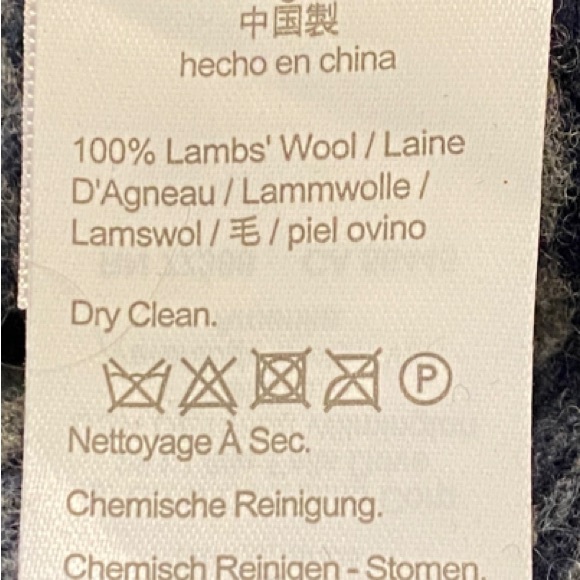 中国製
hecho en china
100% Lambs' Wool / Laine
D'Agneau / Lammwolle /
Lamswol / 毛 / piel ovino
Dry Clean.
P
Nettoyage À Sec.
Chemische Reinigung.
Chemisch Reinigen - Stomen